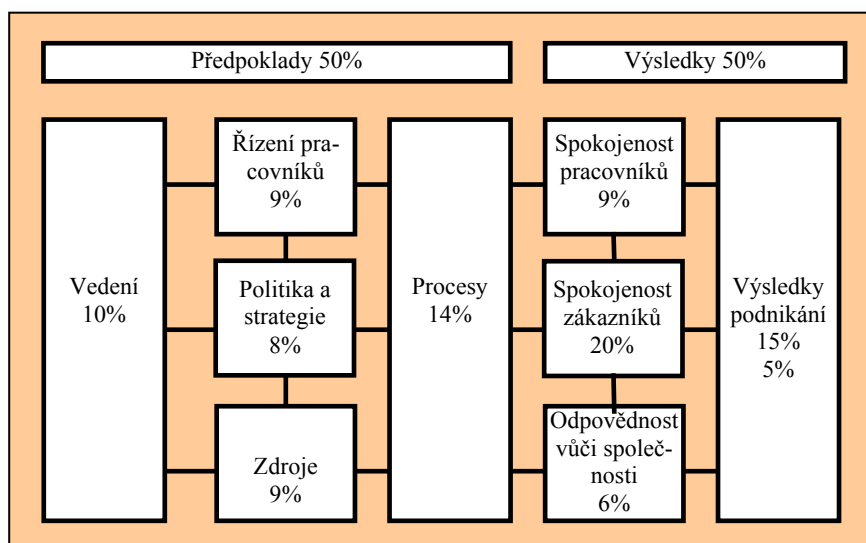 Předpoklady 50%
Výsledky 50%
Vedení
10%
Řízení pra-
covníků
9%
Politika a
strategie
8%
Zdroje
9%
Procesy
14%
Spokojenost
pracovníků
9%
Spokojenost
zákazníků
20%
Odpovědnost
vůči společ-
nosti
6%
Výsledky
podnikání
15%
5%